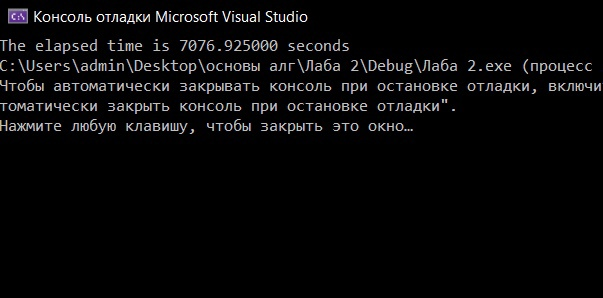 C:\ Консоль отладки Microsoft Visual Studio
The elapsed time is 7076.925000 seconds
C:\Users\admin\Desktop\основы алг\Лаба 2\Debug\Лаба 2.exe (процесс
Чтобы автоматически закрывать консоль при остановке отладки, включи
томатически закрыть консоль при остановке отладки".
Нажмите любую клавишу, чтобы закрыть это окно…